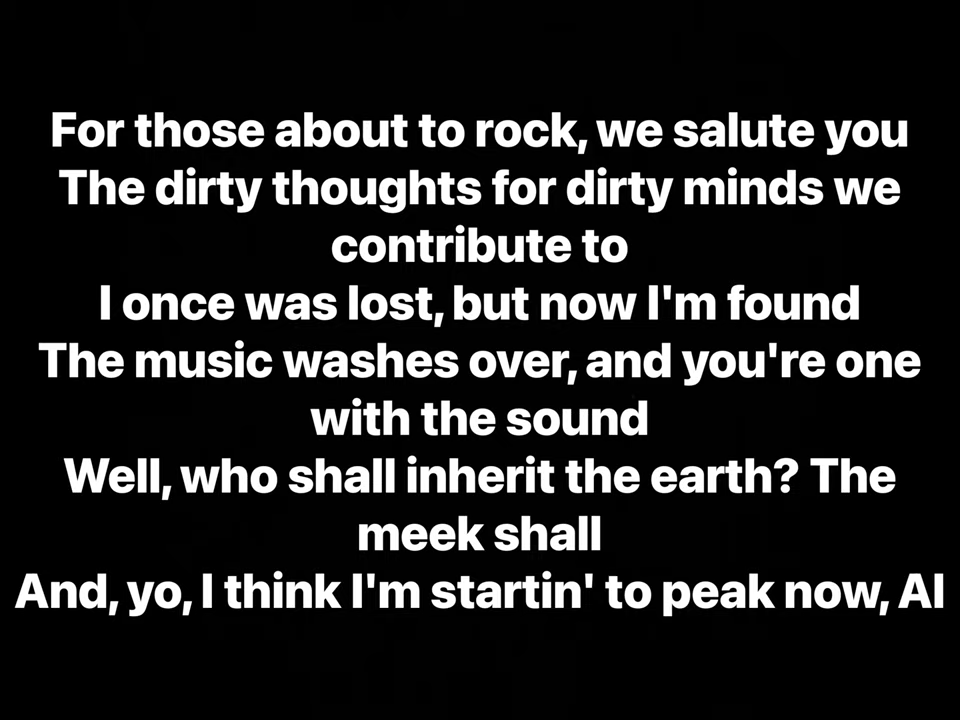 For those about to rock, we salute you
The dirty thoughts for dirty minds we
contribute to
I once was lost, but now I'm found
The music washes over, and you're one
with the sound
Well, who shall inherit the earth? The
meek shall
And, yo, I think I'm startin' to peak now, Al